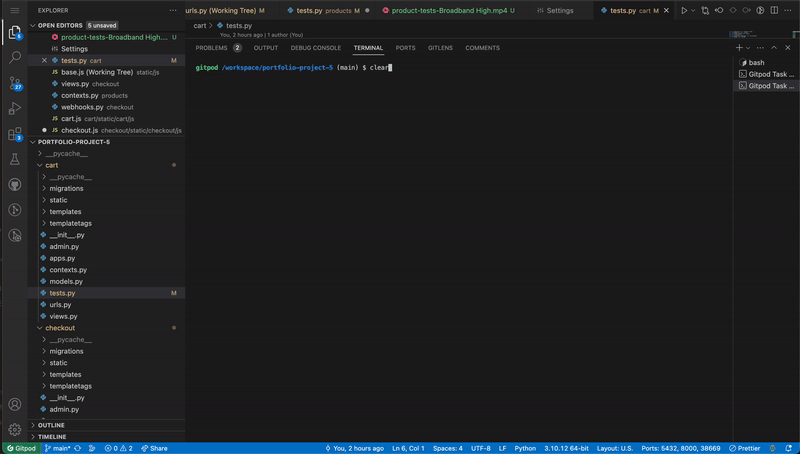 EXPLORER
urls.py (Working Tree) M
tests.py products M
product-tests-Broadband High.mp4 U
Settings
tests.py cart M
OPEN EDITORS 5 unsaved
product-tests-Broadband High... U
Settings
tests.py cart M
base.js (Working Tree) static/js
views.py checkout
contexts.py products
webhooks.py checkout
cart.js cart/static/cart/js
checkout.js checkout/static/checkout/js
PORTFOLIO-PROJECT-5
__pycache__
cart
__pycache__
migrations
static
templates
templatetags
__init__.py
admin.py
apps.py
contexts.py
models.py
tests.py M
urls.py
views.py
checkout
__pycache__
migrations
static
templates
templatetags
__init__.py
admin.py
OUTLINE
TIMELINE
5
27
3
cart > tests.py
You, 2 hours ago | 1 author (You)
PROBLEMS 2 OUTPUT DEBUG CONSOLE TERMINAL PORTS GITLENS COMMENTS
gitpod /workspace/portfolio-project-5 (main) $ clear
bash
Gitpod Task ...
Gitpod Task ...
Gitpod main* 0 2 Share You, 2 hours ago Ln 6, Col 1 Spaces: 4 UTF-8 LF Python 3.10.12 64-bit Layout: U.S. Ports: 5432, 8000, 38669 Prettier